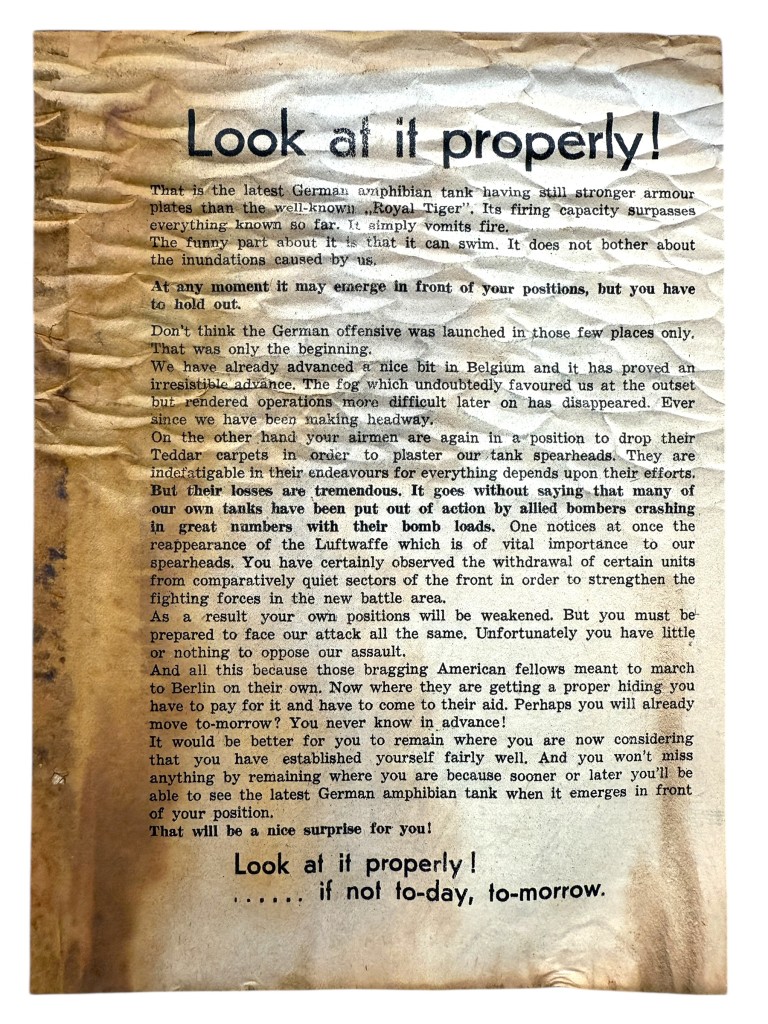 Look at it properly!
That is the latest German amphibian tank having still stronger armour
plates than the well-known „Royal Tiger”. Its firing capacity surpasses
everything known so far. It simply vomits fire.
The funny part about it is that it can swim. It does not bother about
the inundations caused by us.
At any moment it may emerge in front of your positions, but you have
to hold out.
Don't think the German offensive was launched in those few places only.
That was only the beginning.
We have already advanced a nice bit in Belgium and it has proved an
irresistible advance. The fog which undoubtedly favoured us at the outset
but rendered operations more difficult later on has disappeared. Ever
since we have been making headway.
On the other hand your airmen are again in a position to drop their
Teddar carpets in order to plaster our tank spearheads. They are
indefatigable in their endeavours for everything depends upon their efforts.
But their losses are tremendous. It goes without saying that many of
our own tanks have been put out of action by allied bombers crashing
in great numbers with their bomb loads. One notices at once the
reappearance of the Luftwaffe which is of vital importance to our
spearheads. You have certainly observed the withdrawal of certain units
from comparatively quiet sectors of the front in order to strengthen the
fighting forces in the new battle area.
As a result your own positions will be weakened. But you must be
prepared to face our attack all the same. Unfortunately you have little
or nothing to oppose our assault.
And all this because those bragging American fellows meant to march
to Berlin on their own. Now where they are getting a proper hiding you
have to pay for it and have to come to their aid. Perhaps you will already
move to-morrow? You never know in advance!
It would be better for you to remain where you are now considering
that you have established yourself fairly well. And you won't miss
anything by remaining where you are because sooner or later you'll be
able to see the latest German amphibian tank when it emerges in front
of your position.
That will be a nice surprise for you!
Look at it properly!
...... if not to-day, to-morrow.